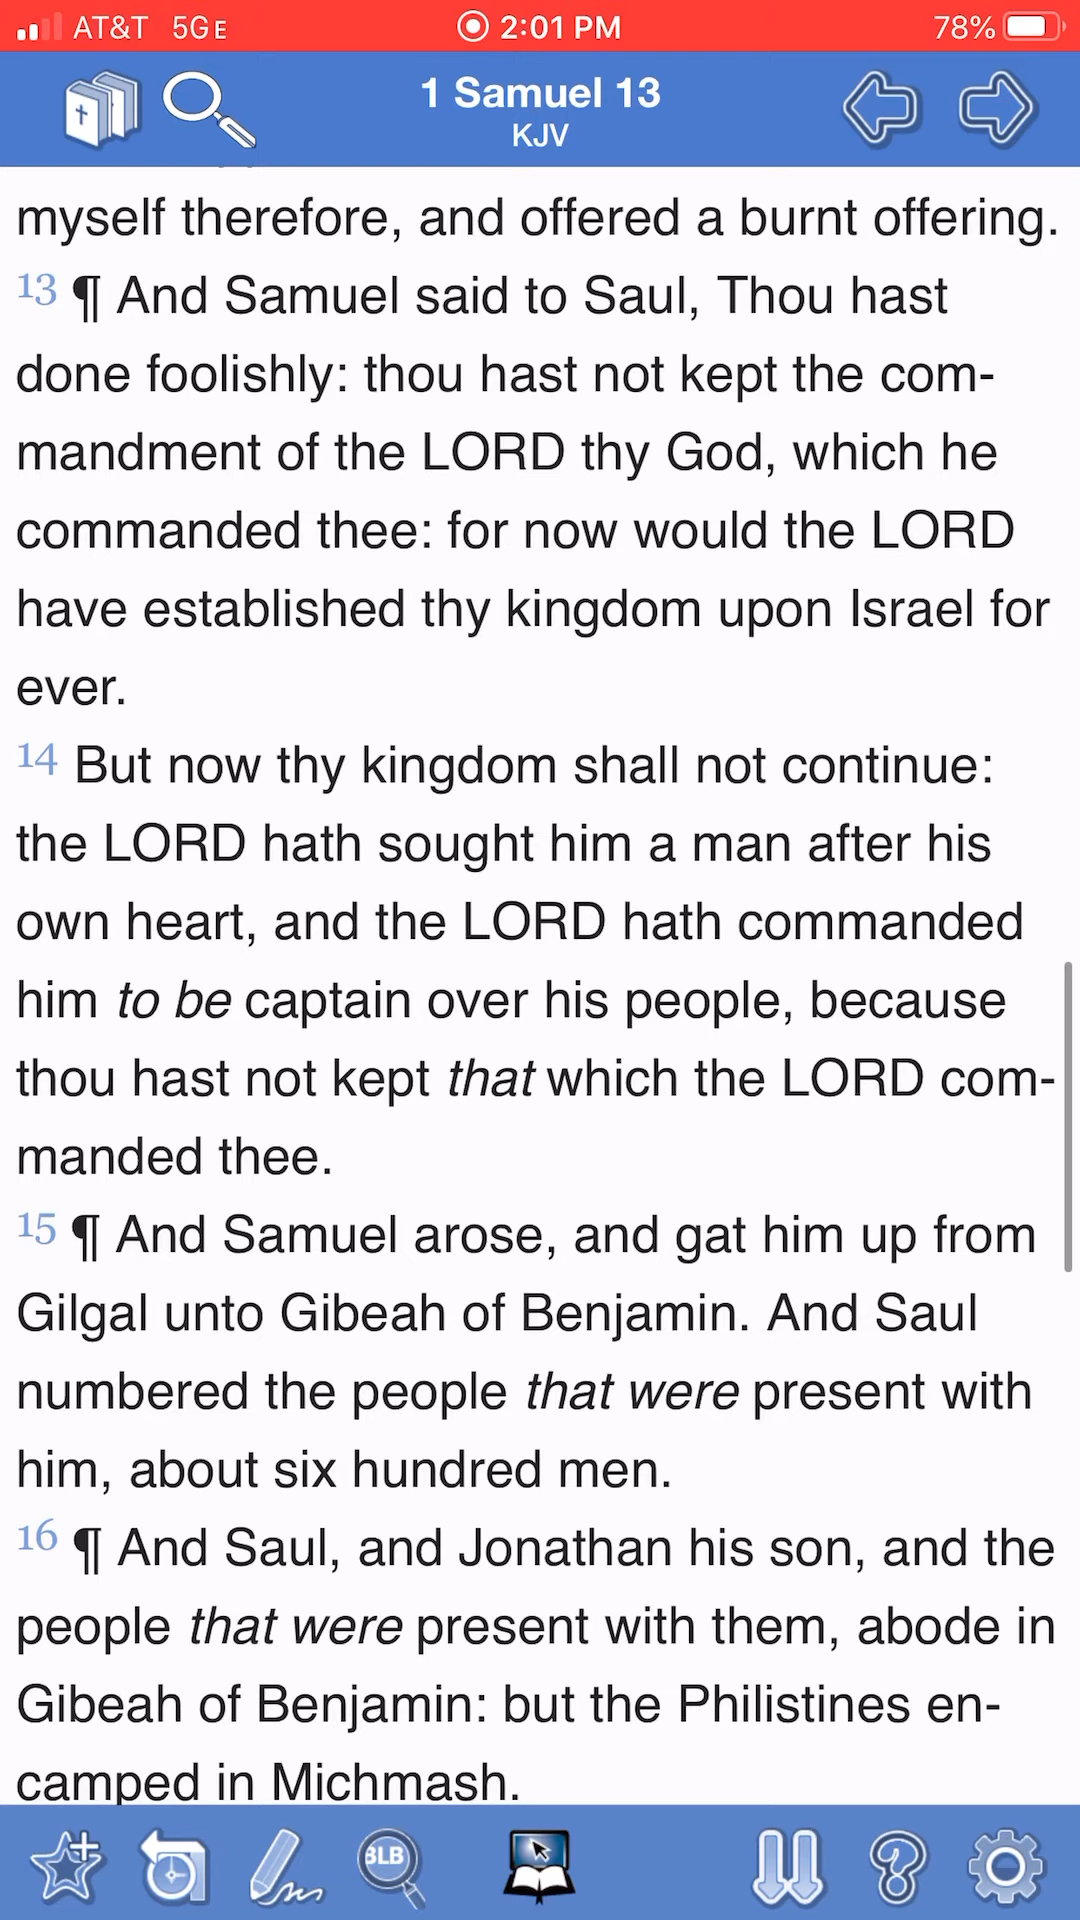 AT&T 5GE 2:01 PM 78%
1 Samuel 13
KJV
myself therefore, and offered a burnt offering.
13 ¶ And Samuel said to Saul, Thou hast
done foolishly: thou hast not kept the com-
mandment of the LORD thy God, which he
commanded thee: for now would the LORD
have established thy kingdom upon Israel for
ever.
14 But now thy kingdom shall not continue:
the LORD hath sought him a man after his
own heart, and the LORD hath commanded
him to be captain over his people, because
thou hast not kept that which the LORD com-
manded thee.
15 ¶ And Samuel arose, and gat him up from
Gilgal unto Gibeah of Benjamin. And Saul
numbered the people that were present with
him, about six hundred men.
16 ¶ And Saul, and Jonathan his son, and the
people that were present with them, abode in
Gibeah of Benjamin: but the Philistines en-
camped in Michmash.
BLB